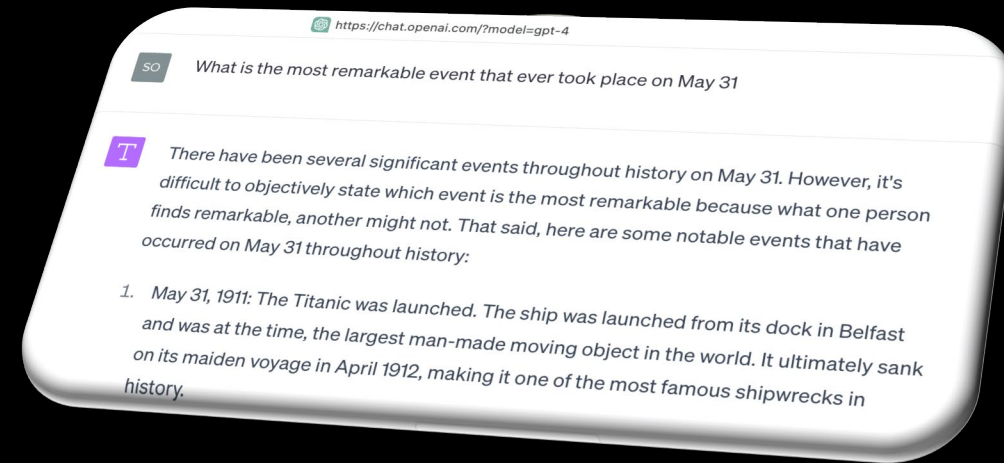 https://chat.openai.com/?model=gpt-4
SO
What is the most remarkable event that ever took place on May 31
T
There have been several significant events throughout history on May 31. However, it's
difficult to objectively state which event is the most remarkable because what one person
finds remarkable, another might not. That said, here are some notable events that have
occurred on May 31 throughout history:
1. May 31, 1911: The Titanic was launched. The ship was launched from its dock in Belfast
and was at the time, the largest man-made moving object in the world. It ultimately sank
on its maiden voyage in April 1912, making it one of the most famous shipwrecks in
history.